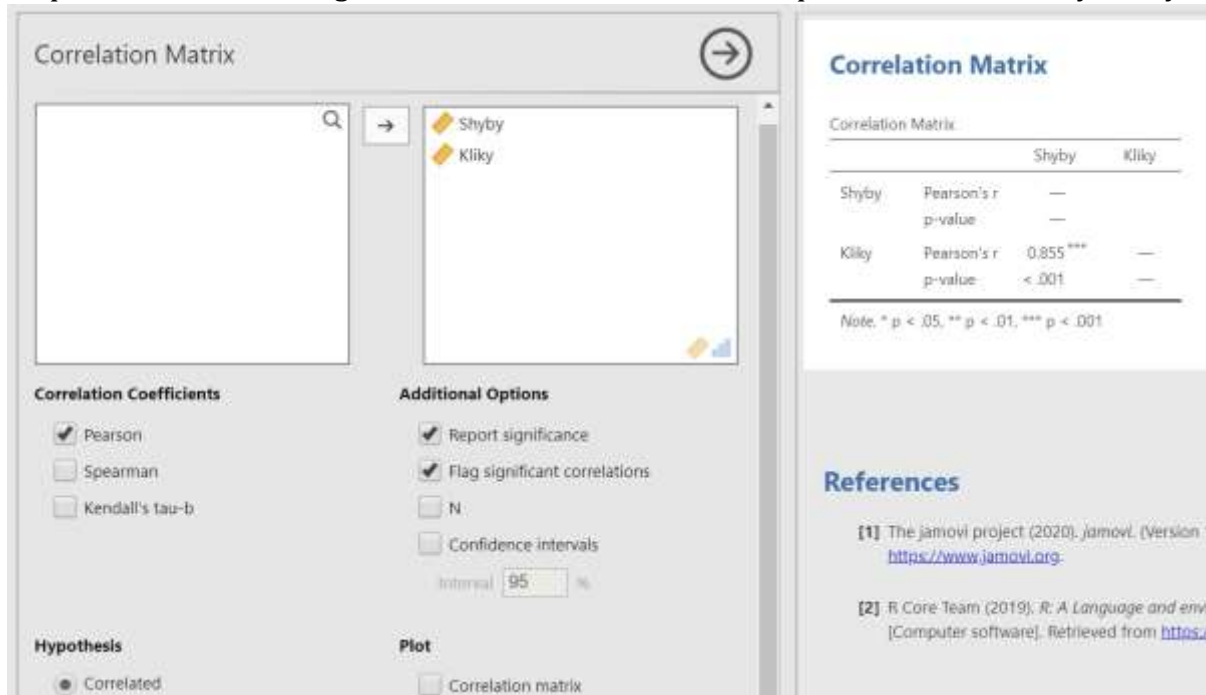 Correlation Matrix
Shyby
Kliky
Correlation Coefficients
Pearson
Spearman
Kendall's tau-b
Additional Options
Report significance
Flag significant correlations
N
Confidence intervals
Interval 95 %
Hypothesis
Correlated
Plot
Correlation matrix
Correlation Matrix
Correlation Matrix
Shyby Kliky
Shyby Pearson's r —
p-value —
Kliky Pearson's r 0.855 *** —
p-value < .001 —
Note. * p < .05, ** p < .01, *** p < .001
References
[1] The jamovi project (2020). jamovi. (Version
https://www.jamovi.org.
[2] R Core Team (2019). R: A Language and env
[Computer software]. Retrieved from https: